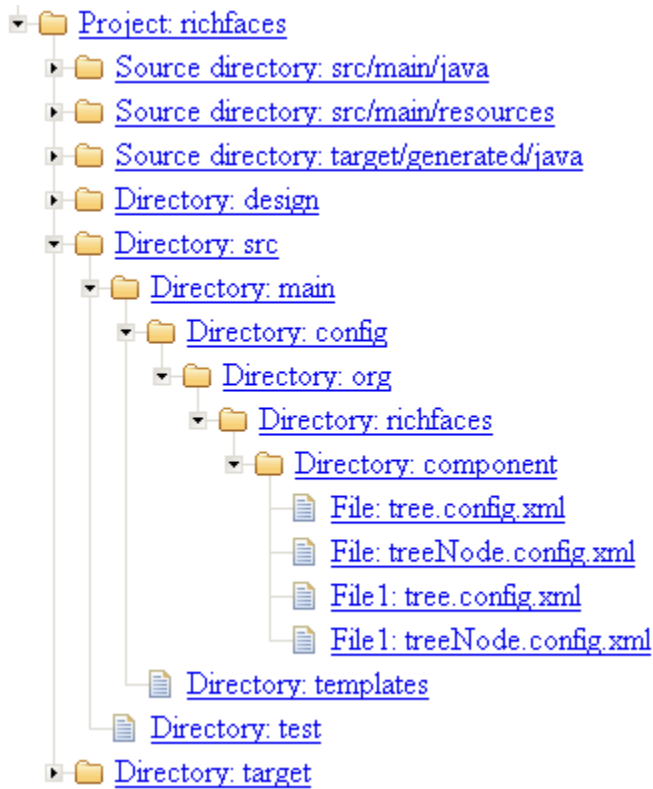 Project: richfaces
Source directory: src/main/java
Source directory: src/main/resources
Source directory: target/generated/java
Directory: design
Directory: src
Directory: main
Directory: config
Directory: org
Directory: richfaces
Directory: component
File: tree.config.xml
File: treeNode.config.xml
File1: tree.config.xml
File1: treeNode.config.xml
Directory: templates
Directory: test
Directory: target